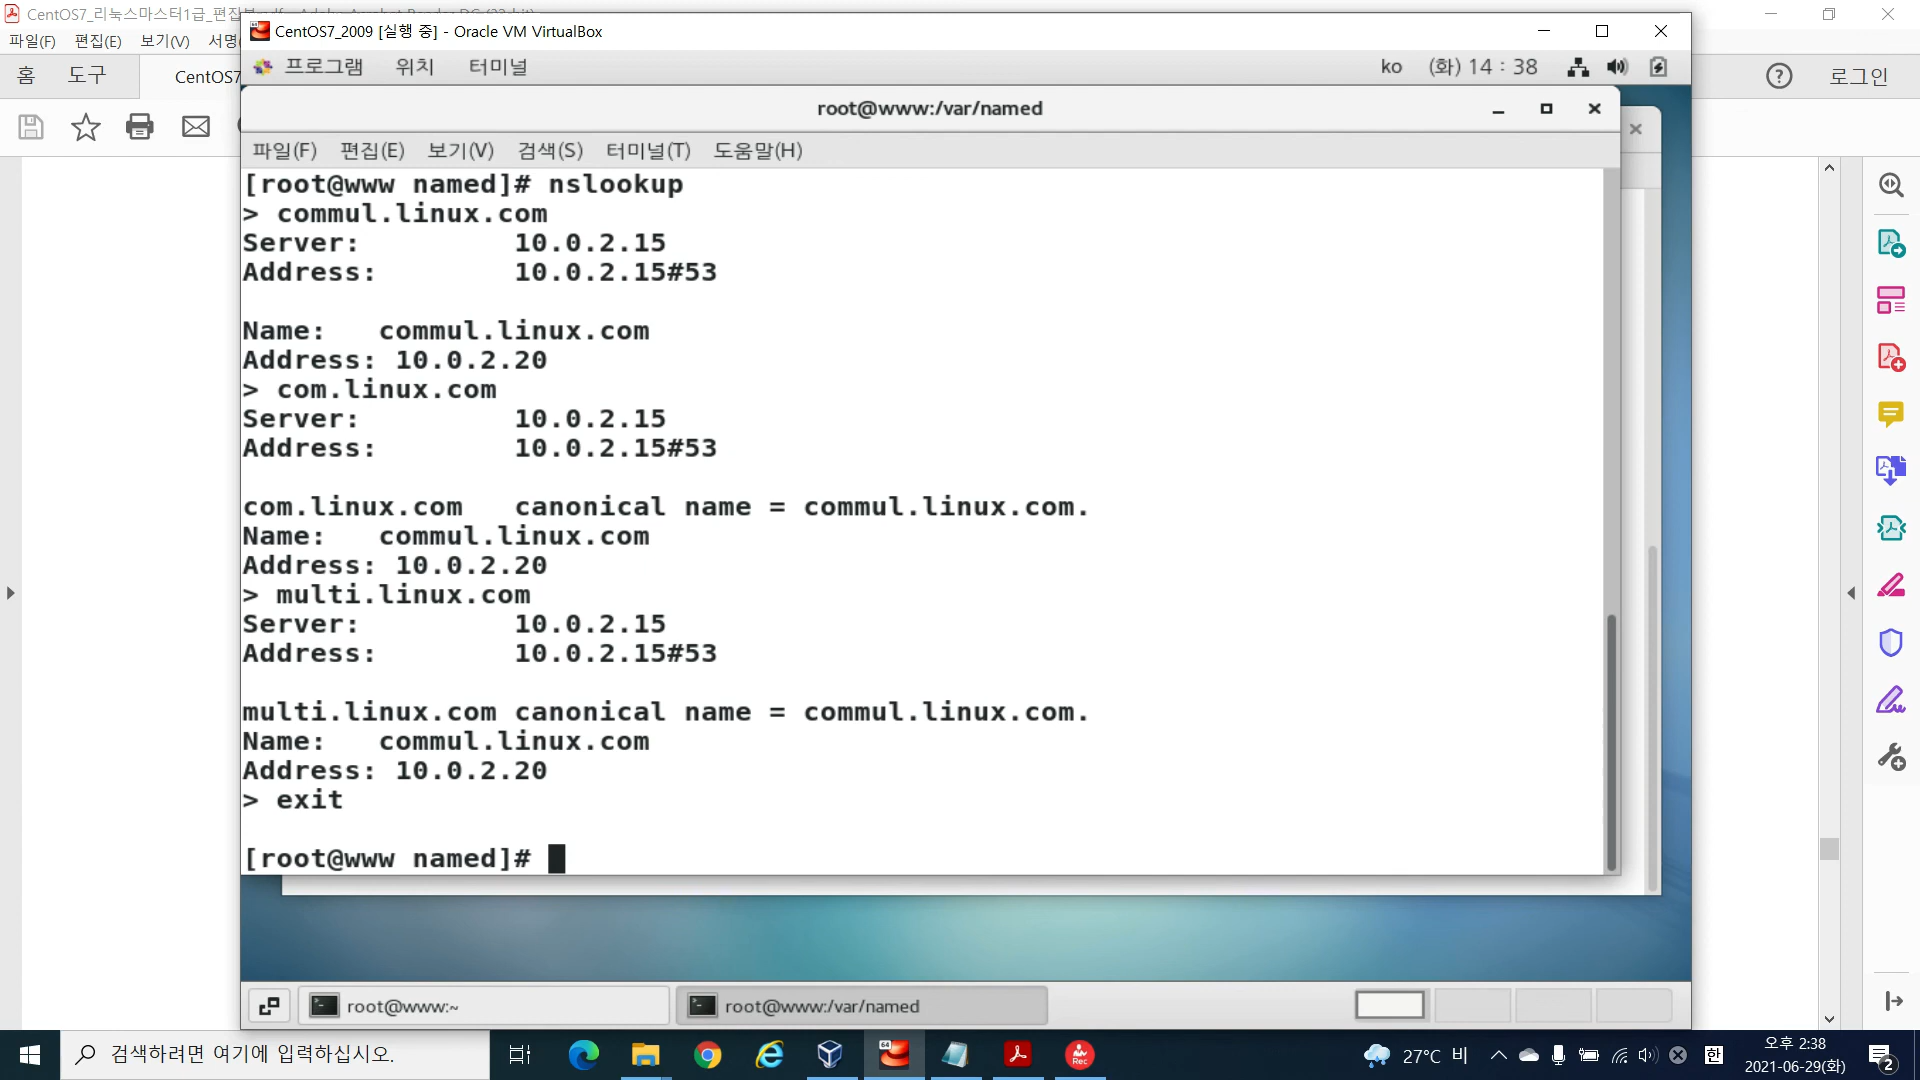 CentOS7_리눅스마스터1급_편집
파일(F) 편집(E) 보기(V) 서명
홈 도구 CentOS7 로그인
CentOS7_2009 [실행 중] - Oracle VM VirtualBox
프로그램 위치 터미널 ko (화) 14 : 38
root@www:/var/named
파일(F) 편집(E) 보기(V) 검색(S) 터미널(T) 도움말(H)
[root@www named]# nslookup
> commul.linux.com
Server: 10.0.2.15
Address: 10.0.2.15#53
Name: commul.linux.com
Address: 10.0.2.20
> com.linux.com
Server: 10.0.2.15
Address: 10.0.2.15#53
com.linux.com canonical name = commul.linux.com.
Name: commul.linux.com
Address: 10.0.2.20
> multi.linux.com
Server: 10.0.2.15
Address: 10.0.2.15#53
multi.linux.com canonical name = commul.linux.com.
Name: commul.linux.com
Address: 10.0.2.20
> exit
[root@www named]#
root@www:~ root@www:/var/named
검색하려면 여기에 입력하십시오.
64
Rec
27°C 비
한
오후 2:38
2021-06-29(화)
2